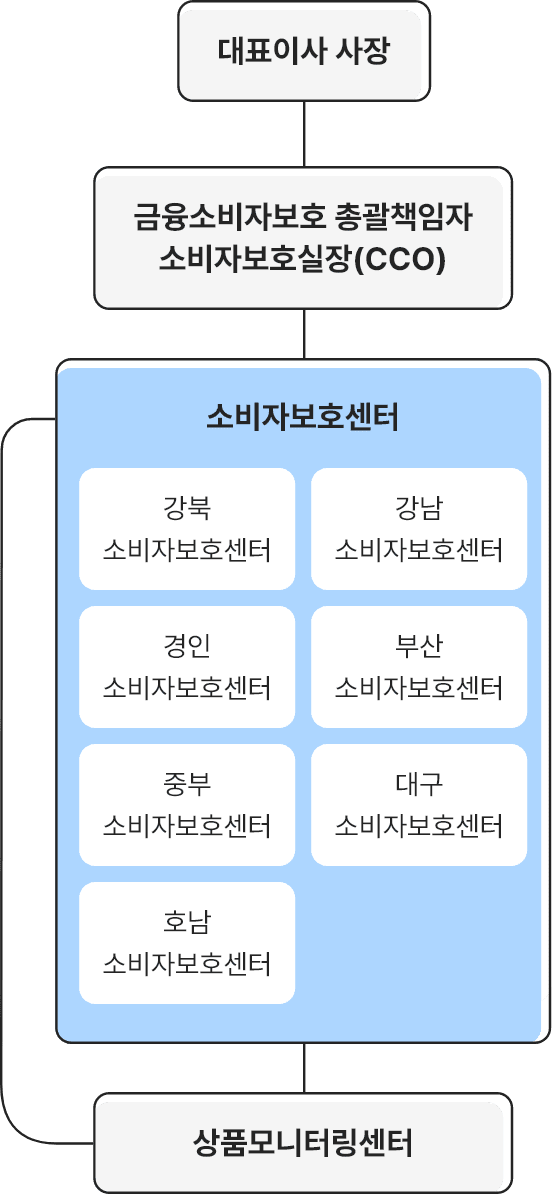 대표이사 사장
금융소비자보호 총괄책임자
소비자보호실장(CCO)
소비자보호센터
강북
소비자보호센터
강남
소비자보호센터
경인
소비자보호센터
부산
소비자보호센터
중부
소비자보호센터
대구
소비자보호센터
호남
소비자보호센터
상품모니터링센터